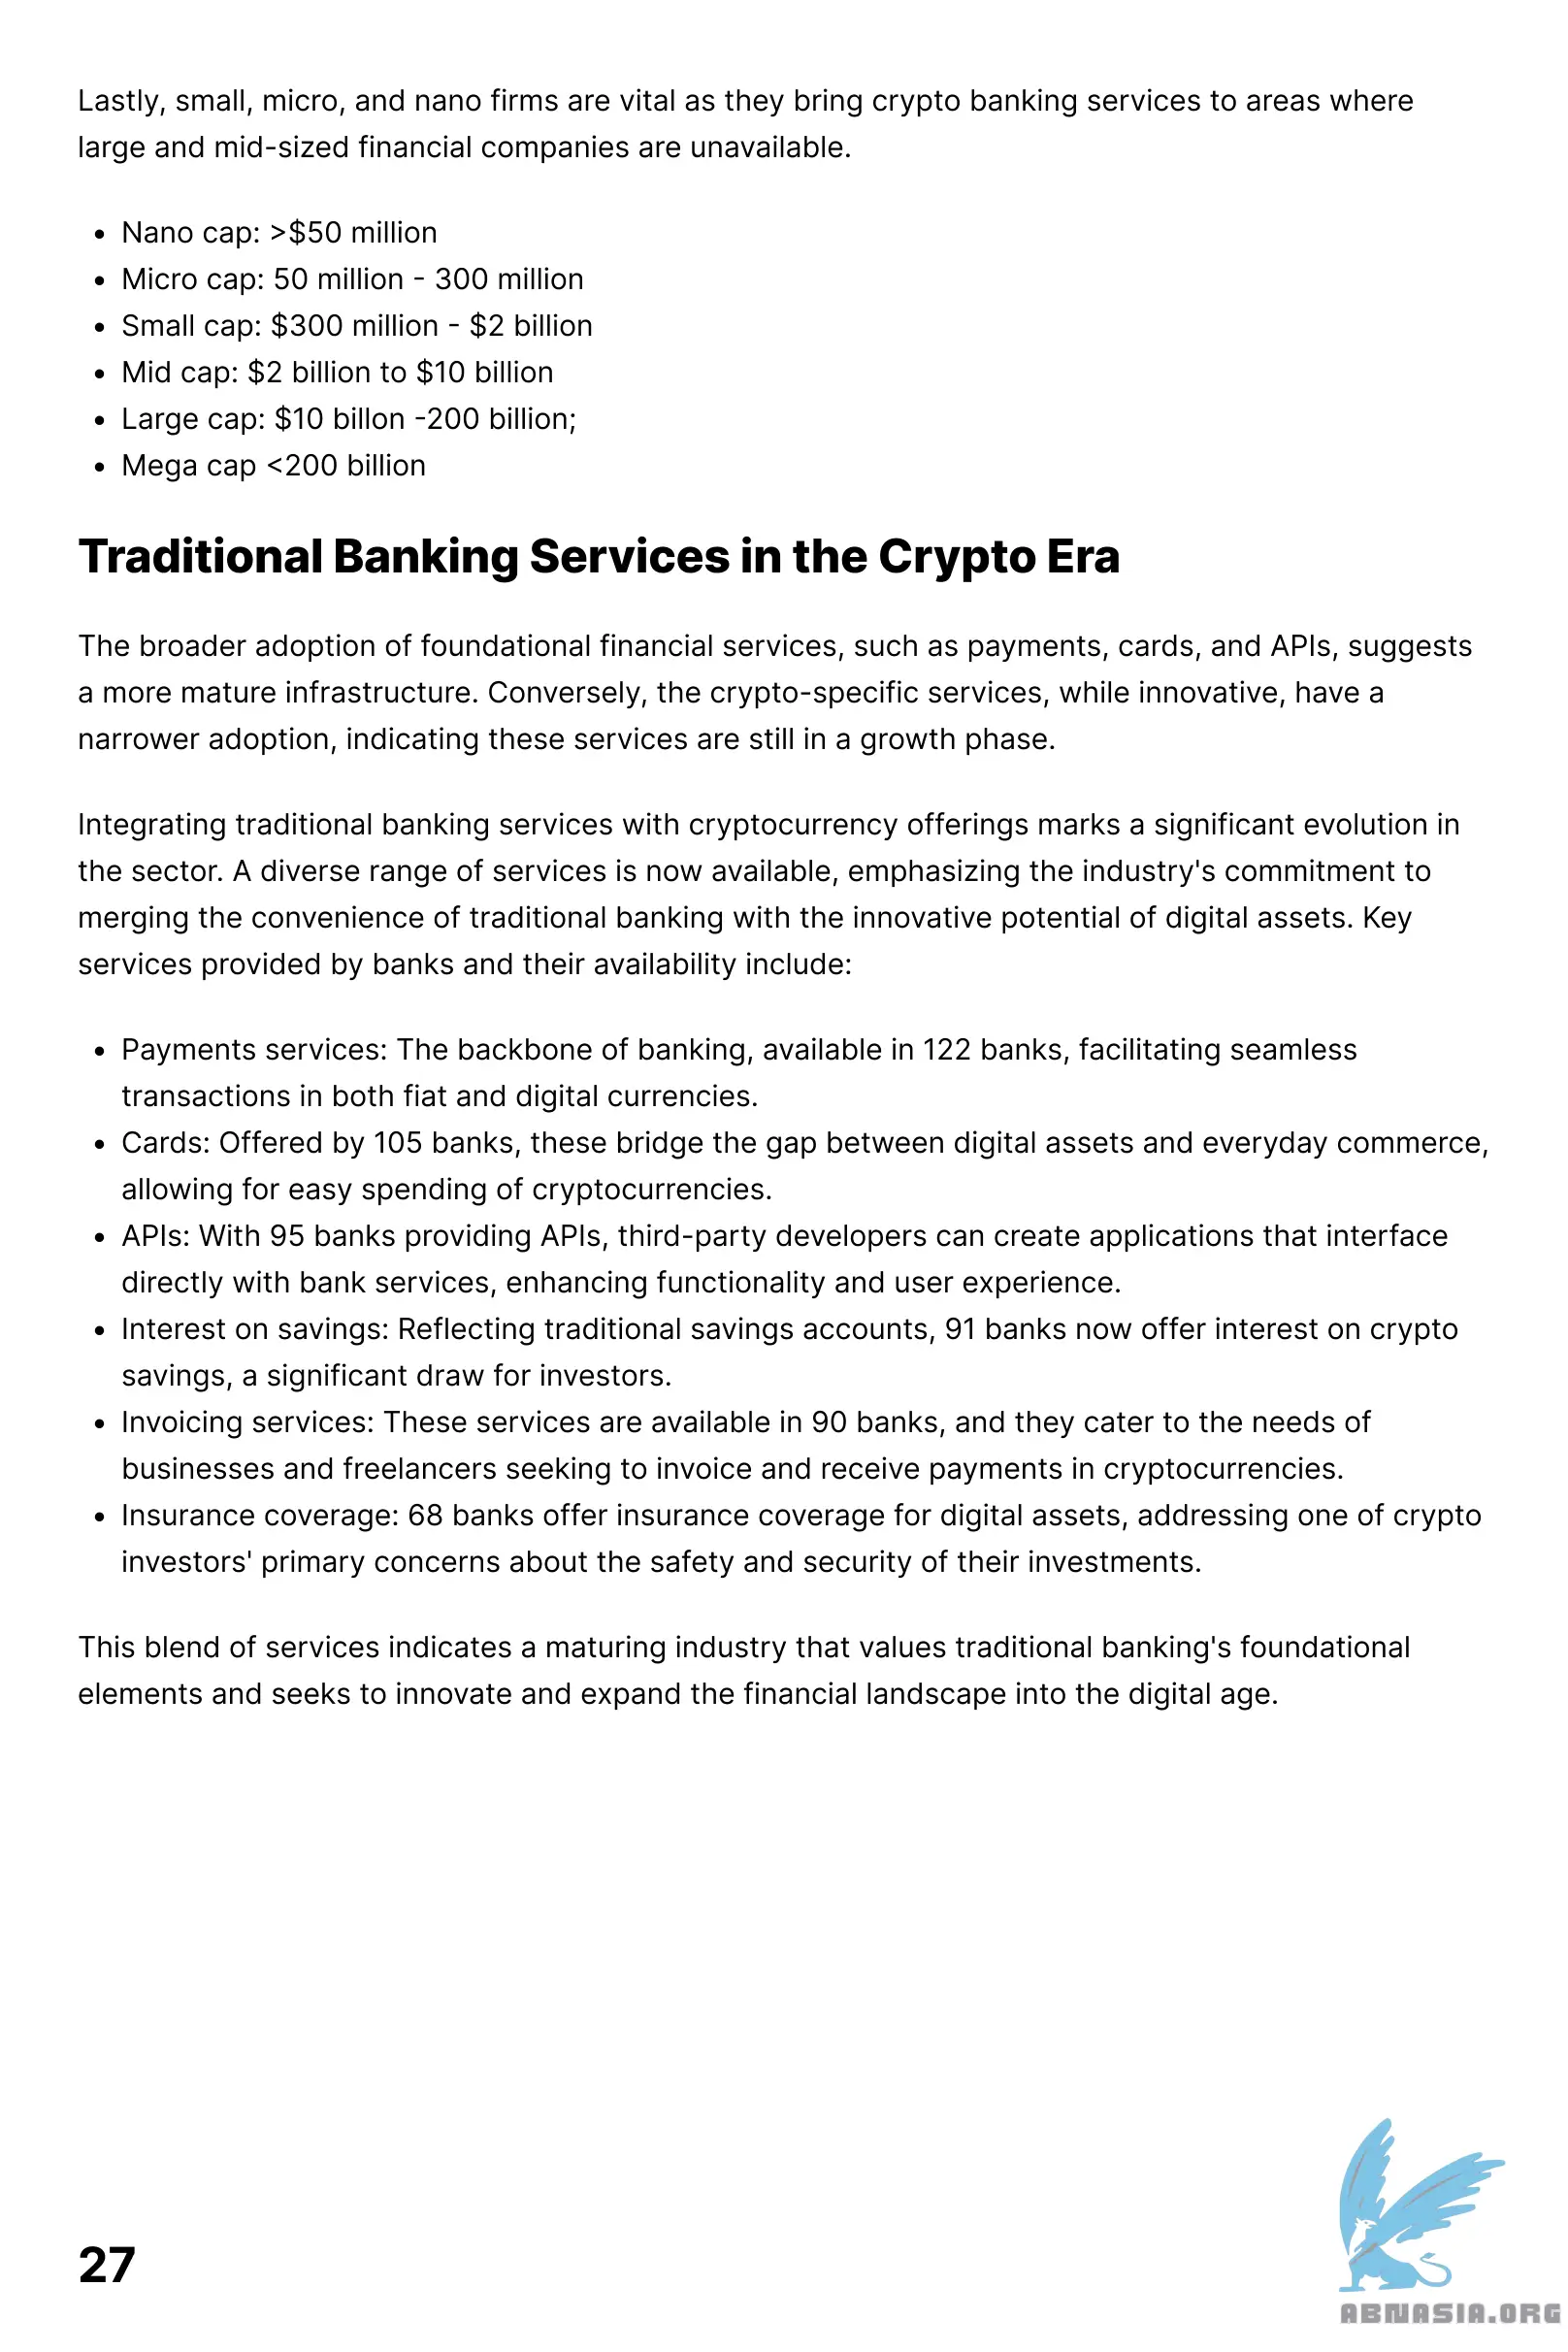 Lastly, small, micro, and nano firms are vital as they bring crypto banking services to areas where
large and mid-sized financial companies are unavailable.
• Nano cap: >$50 million
• Micro cap: 50 million - 300 million
• Small cap: $300 million - $2 billion
• Mid cap: $2 billion to $10 billion
• Large cap: $10 billon -200 billion;
• Mega cap <200 billion
Traditional Banking Services in the Crypto Era
The broader adoption of foundational financial services, such as payments, cards, and APIs, suggests
a more mature infrastructure. Conversely, the crypto-specific services, while innovative, have a
narrower adoption, indicating these services are still in a growth phase.
Integrating traditional banking services with cryptocurrency offerings marks a significant evolution in
the sector. A diverse range of services is now available, emphasizing the industry's commitment to
merging the convenience of traditional banking with the innovative potential of digital assets. Key
services provided by banks and their availability include:
• Payments services: The backbone of banking, available in 122 banks, facilitating seamless
transactions in both fiat and digital currencies.
• Cards: Offered by 105 banks, these bridge the gap between digital assets and everyday commerce,
allowing for easy spending of cryptocurrencies.
• APIs: With 95 banks providing APIs, third-party developers can create applications that interface
directly with bank services, enhancing functionality and user experience.
• Interest on savings: Reflecting traditional savings accounts, 91 banks now offer interest on crypto
savings, a significant draw for investors.
• Invoicing services: These services are available in 90 banks, and they cater to the needs of
businesses and freelancers seeking to invoice and receive payments in cryptocurrencies.
• Insurance coverage: 68 banks offer insurance coverage for digital assets, addressing one of crypto
investors' primary concerns about the safety and security of their investments.
This blend of services indicates a maturing industry that values traditional banking's foundational
elements and seeks to innovate and expand the financial landscape into the digital age.
27
ABNASIA.ORG